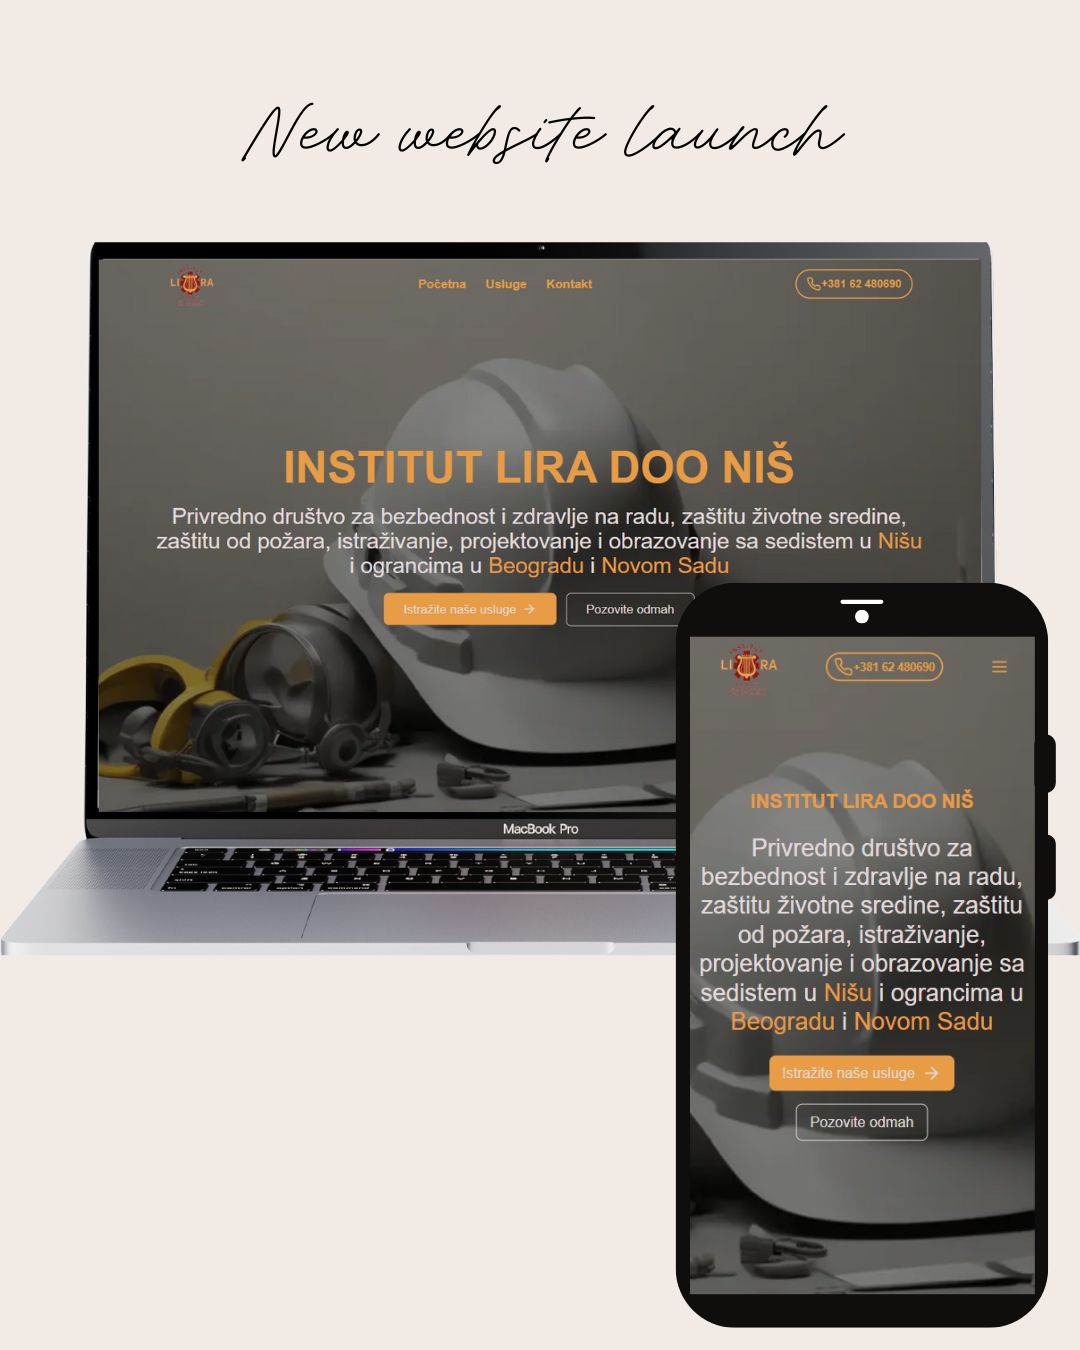 New website launch
LIRA
Početna Usluge Kontakt
+381 62 480690
INSTITUT LIRA DOO NIŠ
Privredno društvo za bezbednost i zdravlje na radu, zaštitu životne sredine,
zaštitu od požara, istraživanje, projektovanje i obrazovanje sa sedistem u Nišu
i ograncima u Beogradu i Novom Sadu
Istražite naše usluge
Pozovite odmah
MacBook Pro
INSTITUT
LIRA
+381 62 480690
INSTITUT LIRA DOO NIŠ
Privredno društvo za
bezbednost i zdravlje na radu,
zaštitu životne sredine, zaštitu
od požara, istraživanje,
projektovanje i obrazovanje sa
sedistem u Nišu i ograncima u
Beogradu i Novom Sadu
Istražite naše usluge
Pozovite odmah